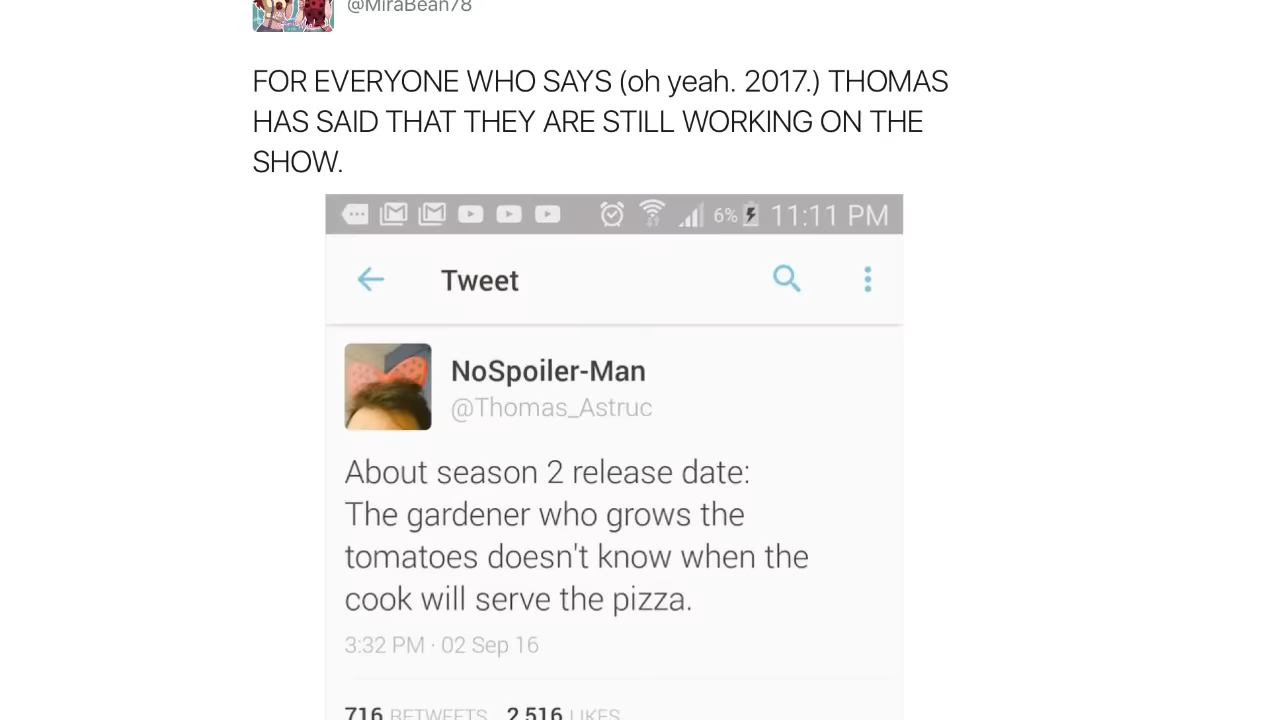 @MiraBean78
FOR EVERYONE WHO SAYS (oh yeah. 2017.) THOMAS
HAS SAID THAT THEY ARE STILL WORKING ON THE
SHOW.
6% 11:11 PM
Tweet
NoSpoiler-Man
@Thomas_Astruc
About season 2 release date:
The gardener who grows the
tomatoes doesn't know when the
cook will serve the pizza.
3:32 PM · 02 Sep 16
716 RETWEETS 2,516 LIKES